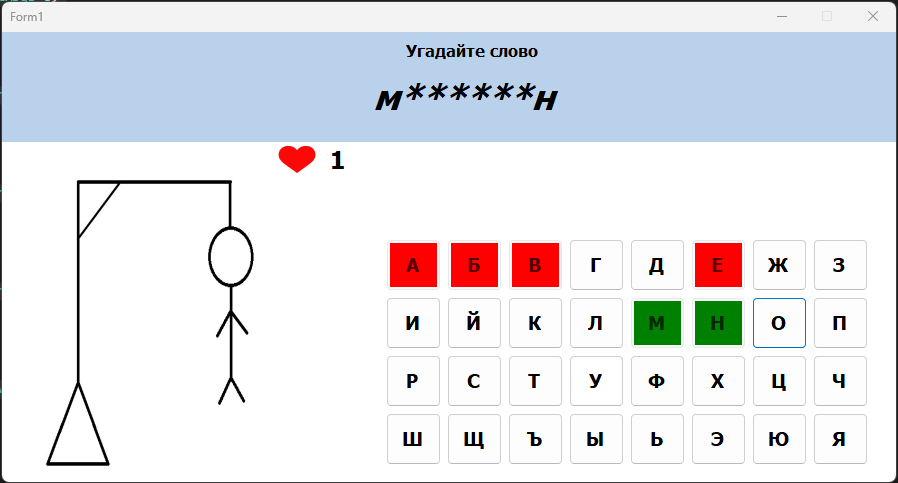 Form1
Угадайте слово
м******н
1
А Б В Г Д Е Ж З
И Й К Л М Н О П
Р С Т У Ф Х Ц Ч
Ш Щ Ъ Ы Ь Э Ю Я